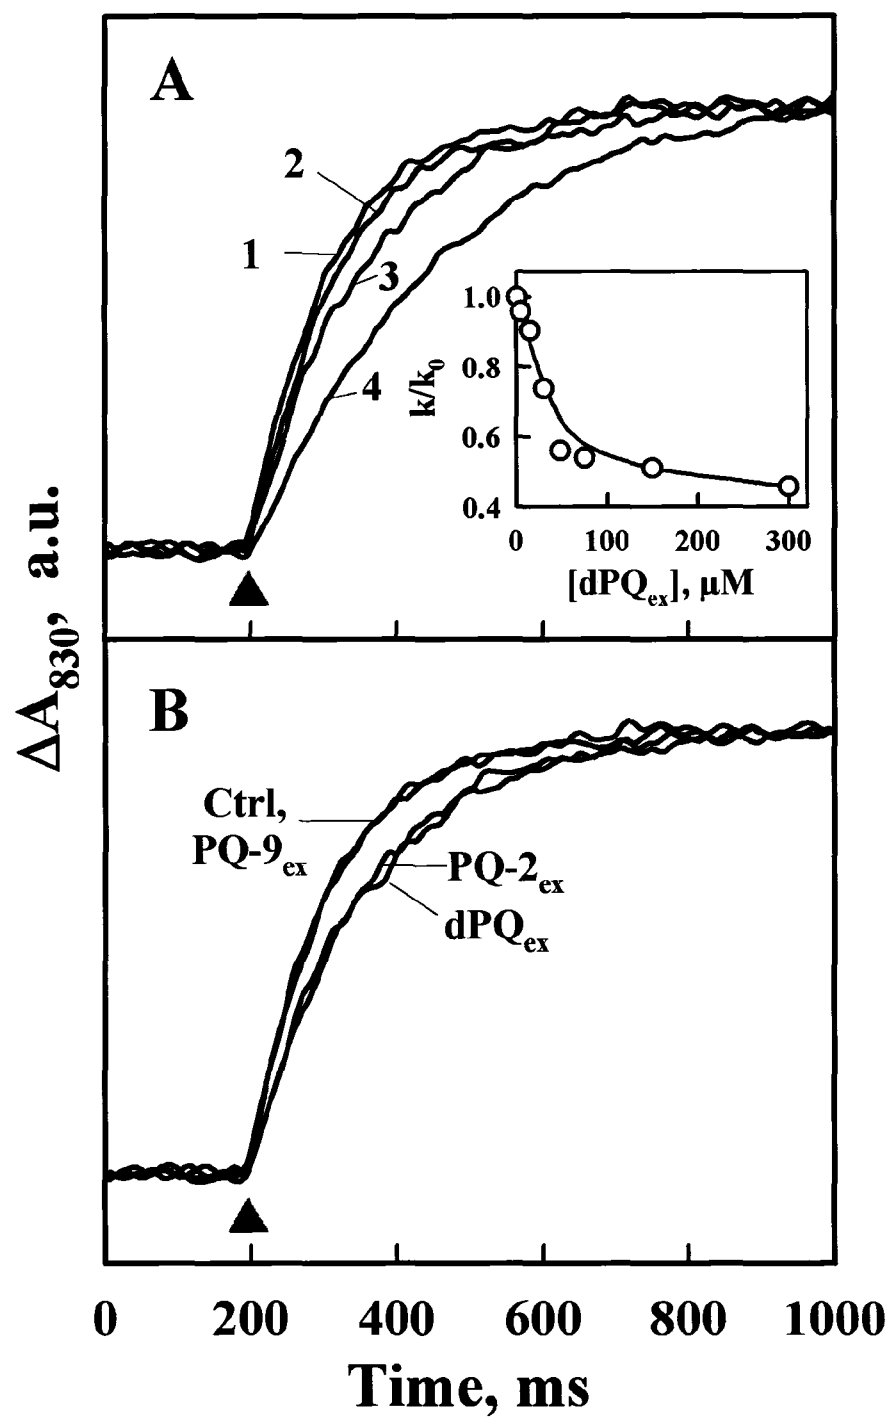 A
2
1
3
4
1.0
0.8
0.6
0.4
k/k0
0 100 200 300
[dPQex], μM
ΔA830, a.u.
B
Ctrl,
PQ-9ex
PQ-2ex
dPQex
0 200 400 600 800 1000
Time, ms